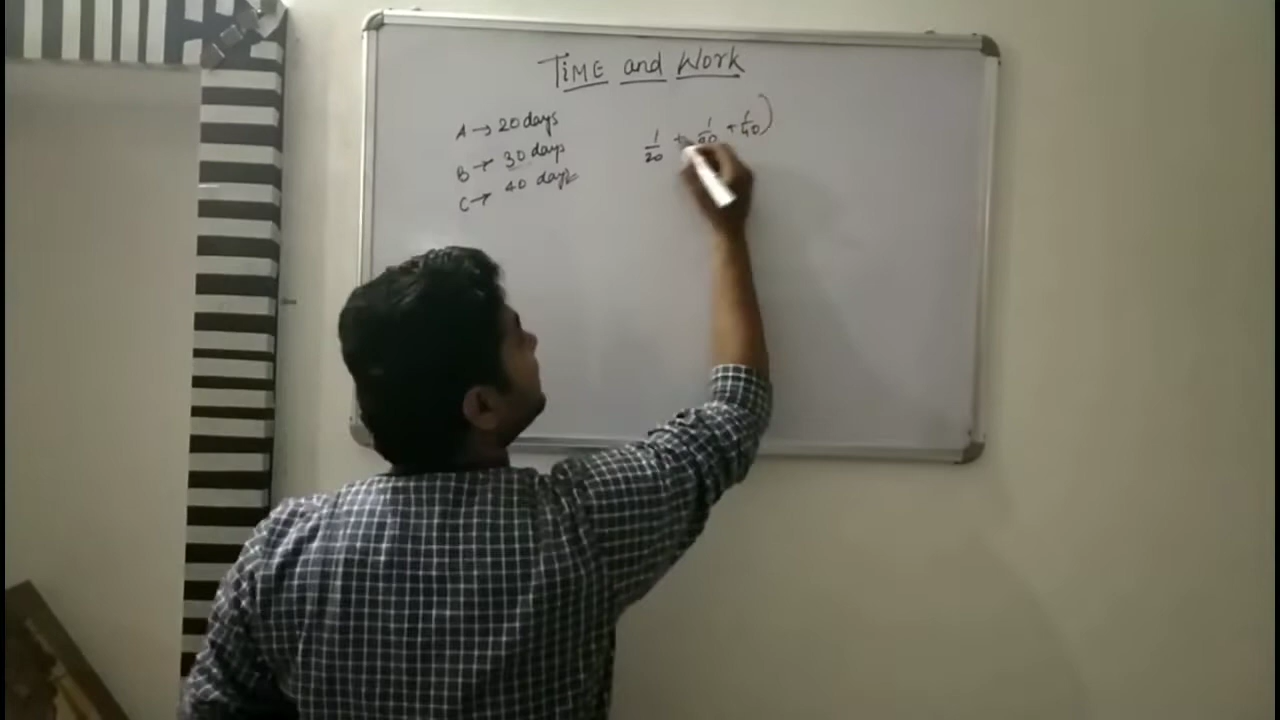 TIME and Work
A → 20 days
B → 30 days
C → 40 days
1/20 + 1/30 + 1/40)